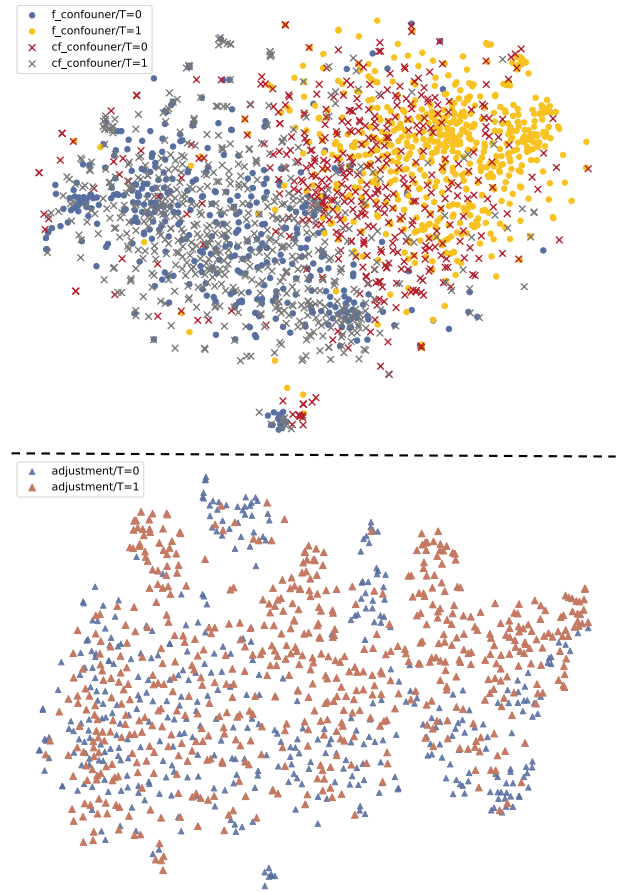 f_confouner/T=0
f_confouner/T=1
cf_confouner/T=0
cf_confouner/T=1
adjustment/T=0
adjustment/T=1